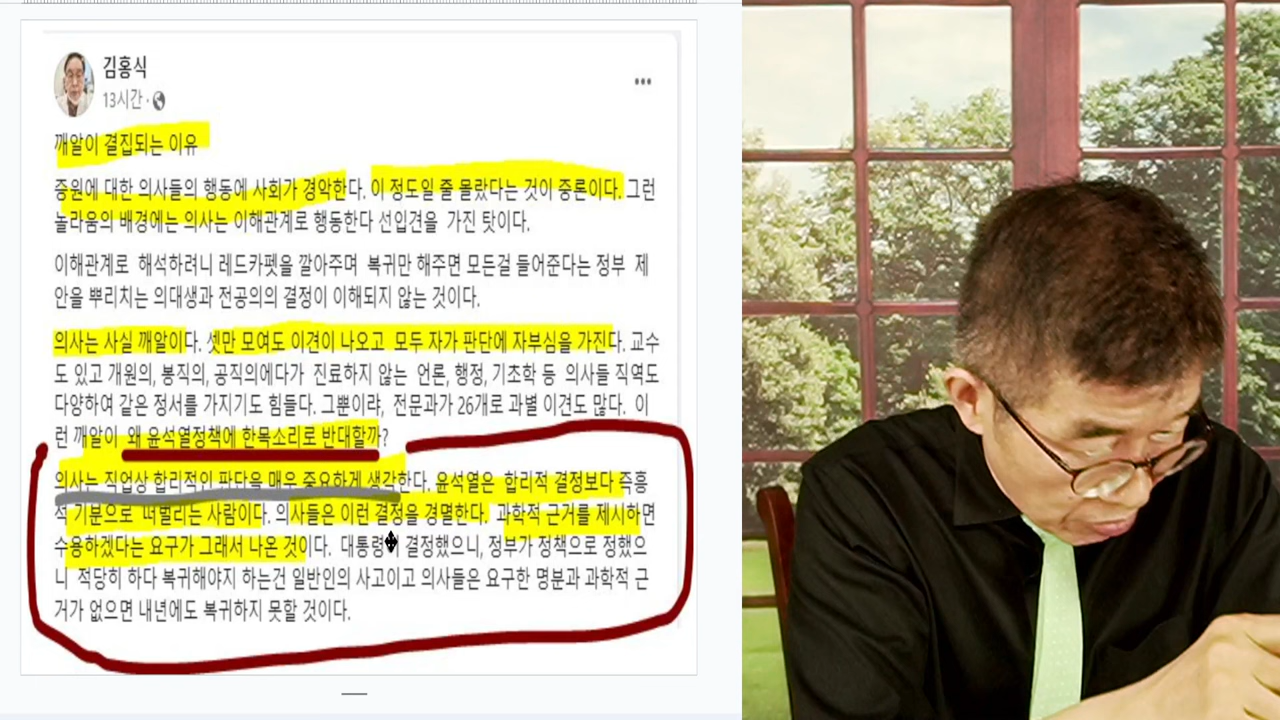 김홍식
13시간 ·
깨알이 결집되는 이유
증원에 대한 의사들의 행동에 사회가 경악한다. 이 정도일 줄 몰랐다는 것이 중론이다. 그런
놀라움의 배경에는 의사는 이해관계로 행동한다 선입견을 가진 탓이다.
이해관계로 해석하려니 레드카펫을 깔아주며 복귀만 해주면 모든걸 들어준다는 정부 제
안을 뿌리치는 의대생과 전공의의 결정이 이해되지 않는 것이다.
의사는 사실 깨알이다. 셋만 모여도 이견이 나오고 모두 자가 판단에 자부심을 가진다. 교수
도 있고 개원의, 봉직의, 공직의에다가 진료하지 않는 언론, 행정, 기초학 등 의사들 직역도
다양하여 같은 정서를 가지기도 힘들다. 그뿐이랴, 전문과가 26개로 과별 이견도 많다. 이
런 깨알이 왜 윤석열정책에 한목소리로 반대할까?
의사는 직업상 합리적인 판단을 매우 중요하게 생각한다. 윤석열은 합리적 결정보다 즉흥
적 기분으로 떠벌리는 사람이다. 의사들은 이런 결정을 경멸한다. 과학적 근거를 제시하면
수용하겠다는 요구가 그래서 나온 것이다. 대통령이 결정했으니, 정부가 정책으로 정했으
니 적당히 하다 복귀해야지 하는건 일반인의 사고이고 의사들은 요구한 명분과 과학적 근
거가 없으면 내년에도 복귀하지 못할 것이다.